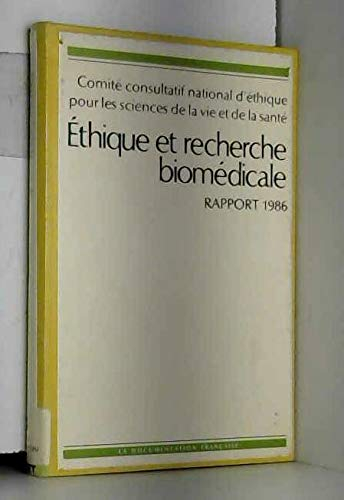 Comité consultatif national d'éthique
pour les sciences de la vie et de la santé
Éthique et recherche
biomédicale
RAPPORT 1986
LA DOCUMENTATION FRANÇAISE